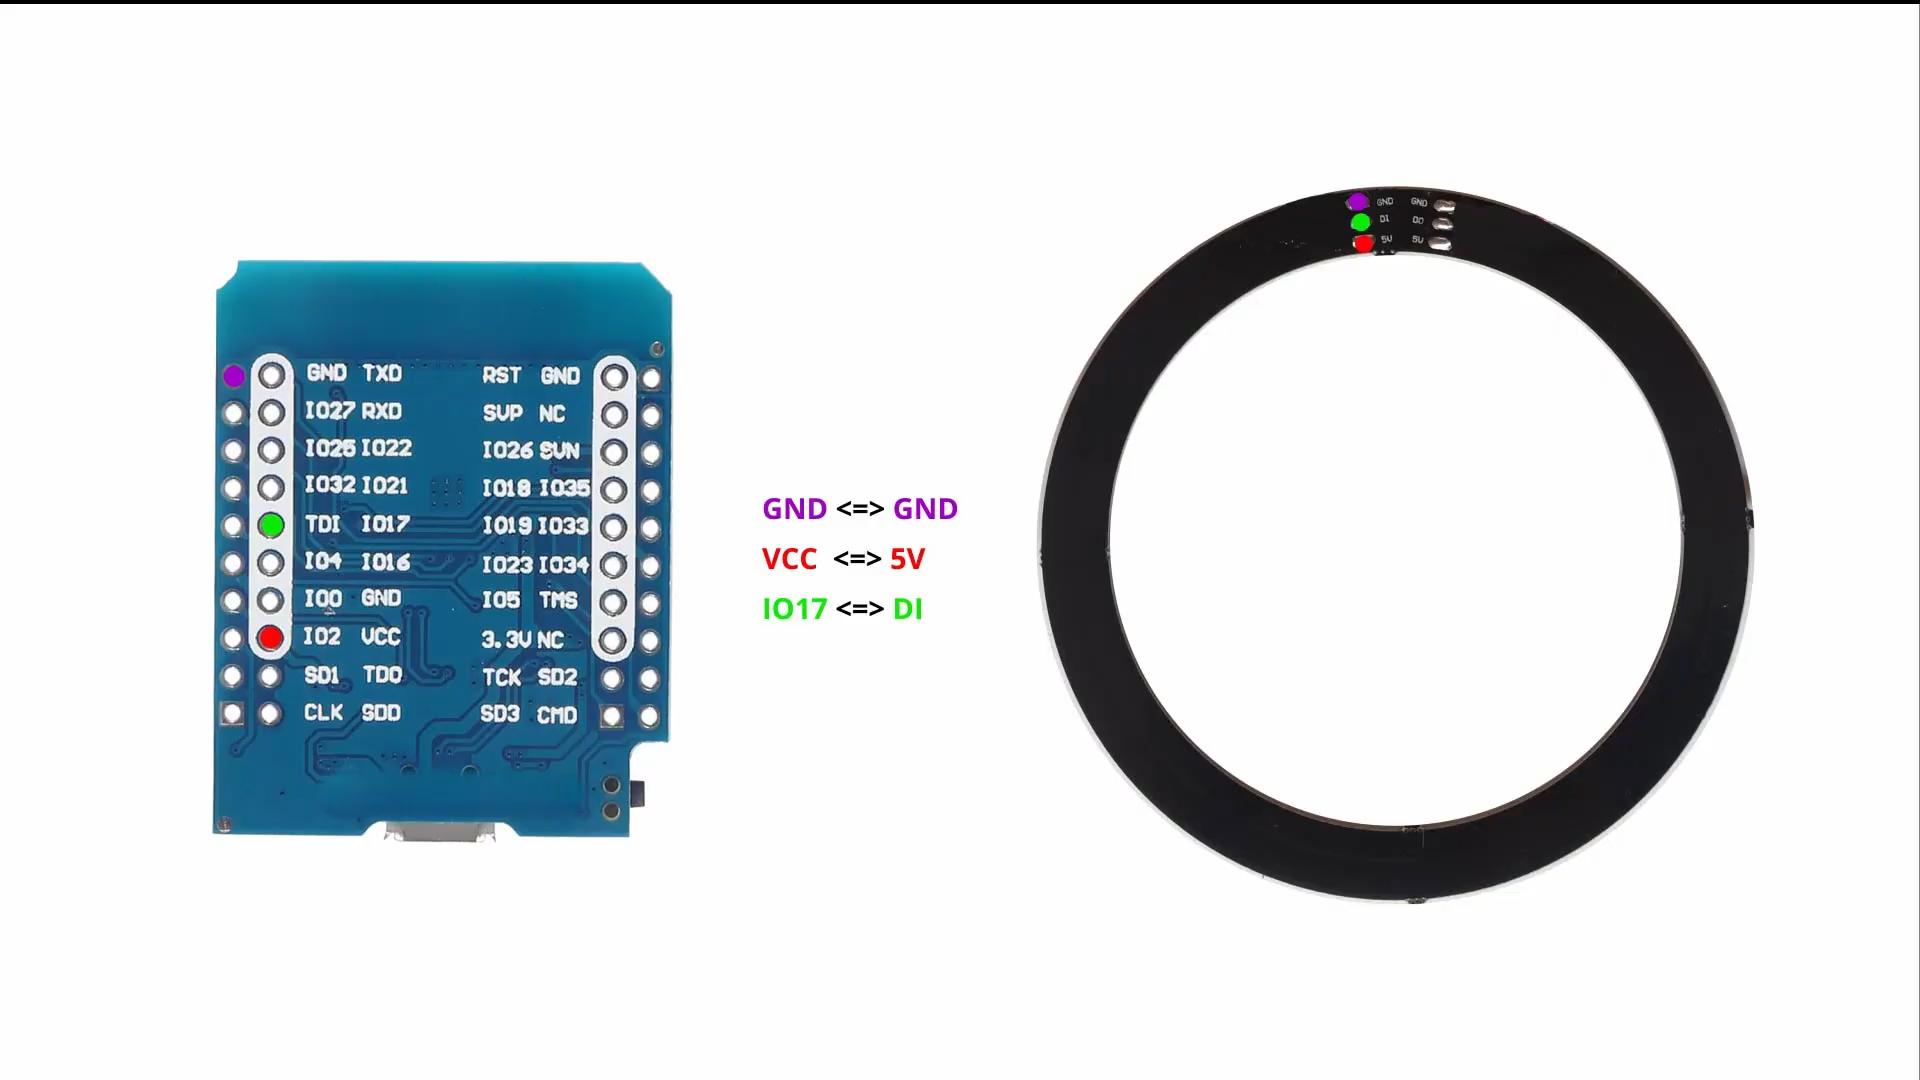 GND TXD RST GND
IO27 RXD SVP NC
IO25 IO22 IO26 SVN
IO32 IO21 IO18 IO35
TDI IO17 IO19 IO33
IO4 IO16 IO23 IO34
IO0 GND IO5 TMS
IO2 VCC 3.3V NC
SD1 TDO TCK SD2
CLK SDD SD3 CMD
GND <=> GND
VCC <=> 5V
IO17 <=> DI
GND GND
DI DO
5V 5V